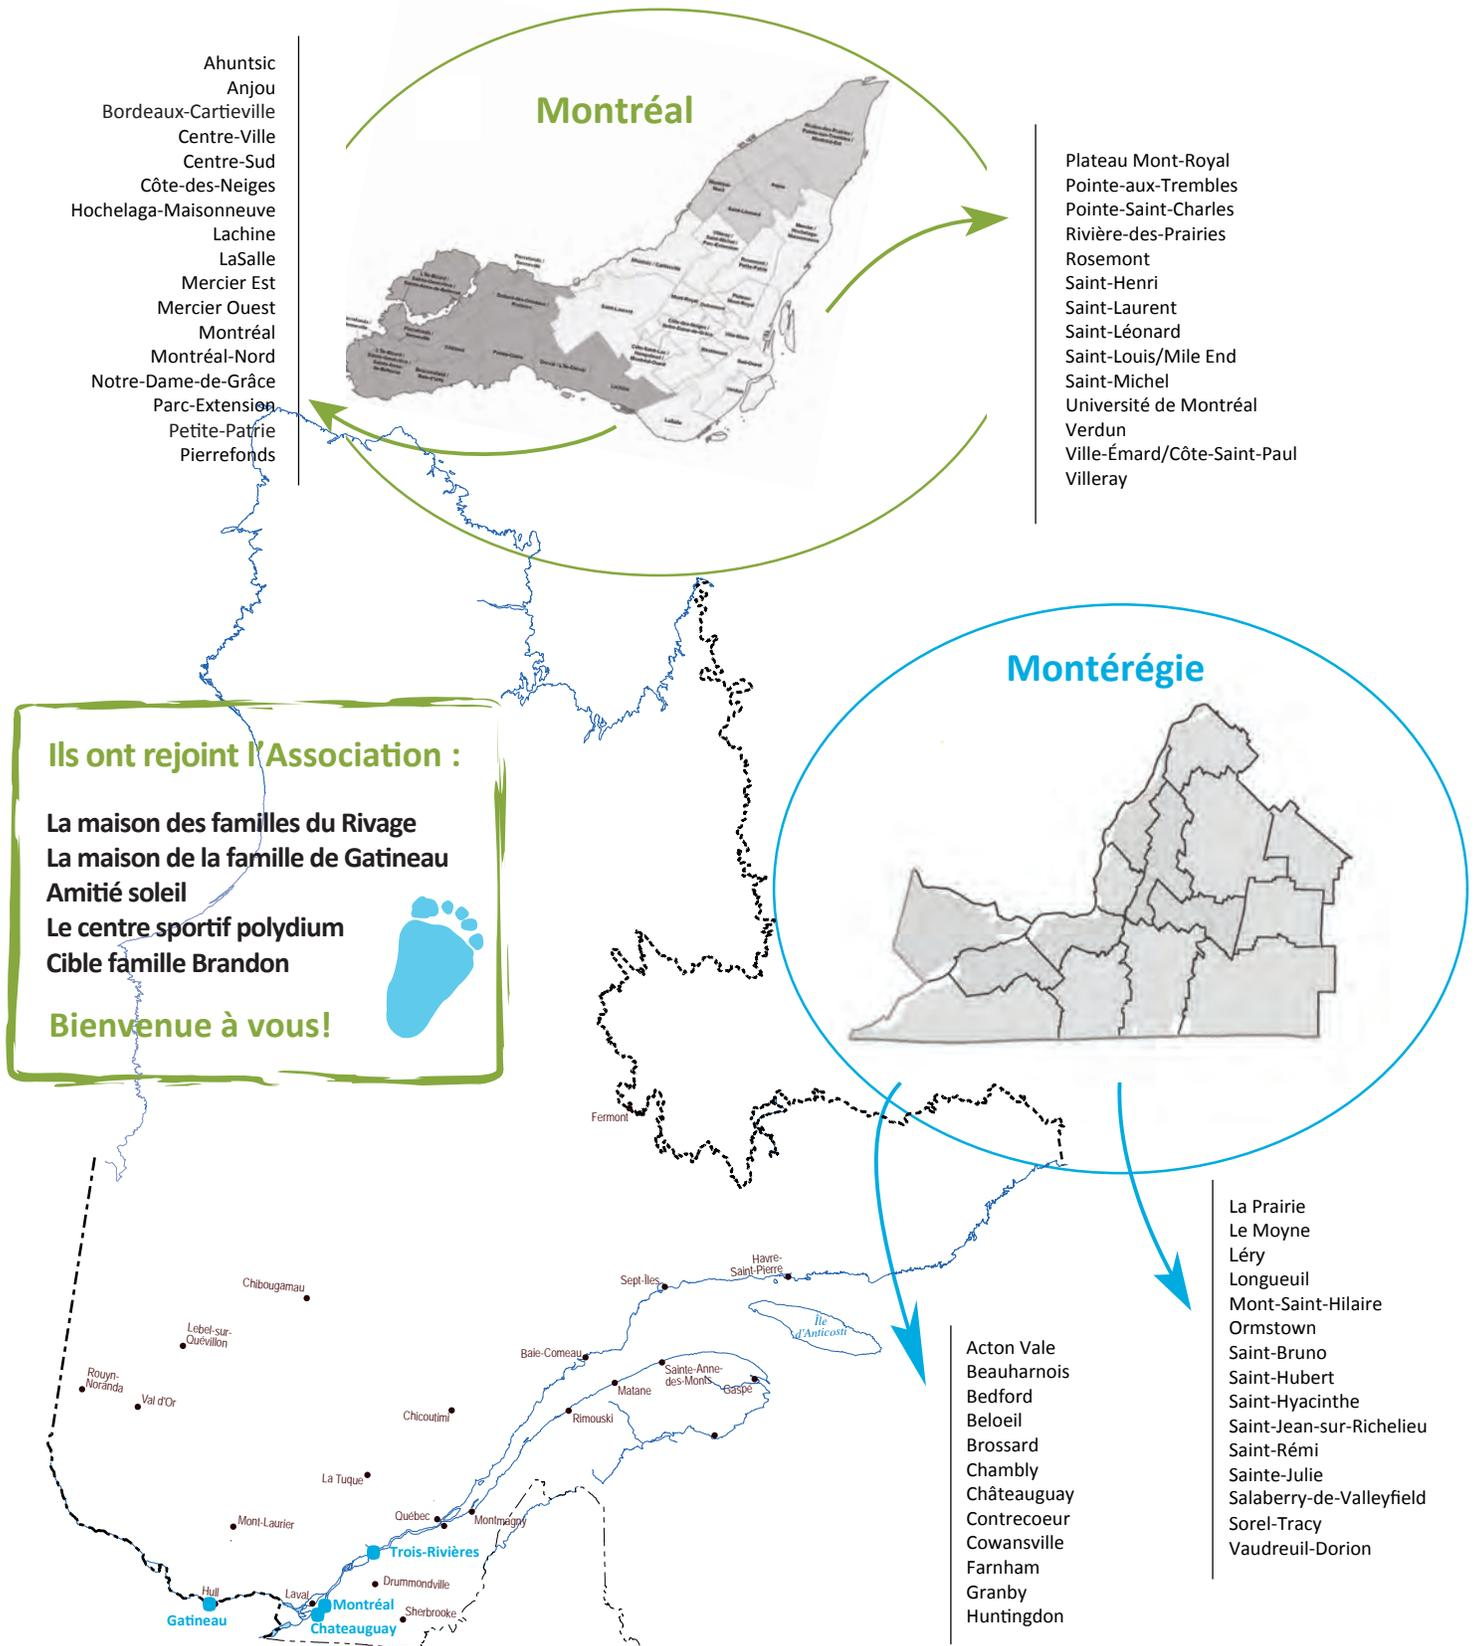 Ahuntsic
Anjou
Bordeaux-Cartieville
Centre-Ville
Centre-Sud
Côte-des-Neiges
Hochelaga-Maisonneuve
Lachine
LaSalle
Mercier Est
Mercier Ouest
Montréal
Montréal-Nord
Notre-Dame-de-Grâce
Parc-Extension
Petite-Patrie
Pierrefonds
Montréal
Plateau Mont-Royal
Pointe-aux-Trembles
Pointe-Saint-Charles
Rivière-des-Prairies
Rosemont
Saint-Henri
Saint-Laurent
Saint-Léonard
Saint-Louis/Mile End
Saint-Michel
Université de Montréal
Verdun
Ville-Émard/Côte-Saint-Paul
Villeray
Montérégie
Ils ont rejoint l'Association :
La maison des familles du Rivage
La maison de la famille de Gatineau
Amitié soleil
Le centre sportif polydium
Cible famille Brandon
Bienvenue à vous!
Fermont
Chibougamau
Lebel-sur-
Quévillon
Rouyn-
Noranda
Val d'Or
Chicoutimi
La Tuque
Mont-Laurier
Sept-Îles
Havre-
Saint-Pierre
Île
d'Anticosti
Baie-Comeau
Sainte-Anne-
des-Monts
Gaspé
Matane
Rimouski
Québec
Montmagny
Trois-Rivières
Drummondville
Hull
Gatineau
Laval
Montréal
Sherbrooke
Chateauguay
Acton Vale
Beauharnois
Bedford
Beloeil
Brossard
Chambly
Châteauguay
Contrecoeur
Cowansville
Farnham
Granby
Huntingdon
La Prairie
Le Moyne
Léry
Longueuil
Mont-Saint-Hilaire
Ormstown
Saint-Bruno
Saint-Hubert
Saint-Hyacinthe
Saint-Jean-sur-Richelieu
Saint-Rémi
Sainte-Julie
Salaberry-de-Valleyfield
Sorel-Tracy
Vaudreuil-Dorion